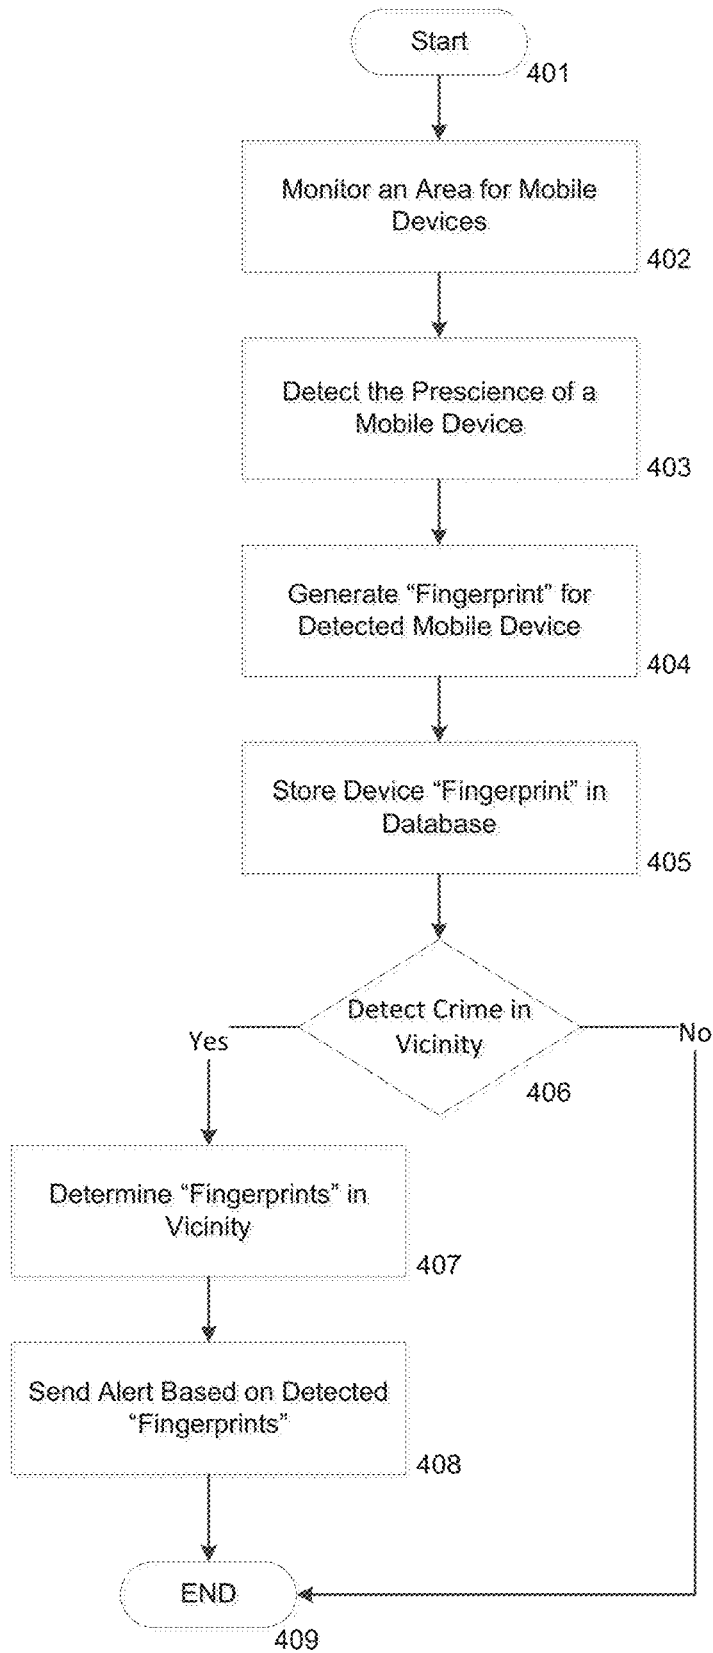 Start
401
Monitor an Area for Mobile
Devices
402
Detect the Prescience of a
Mobile Device
403
Generate “Fingerprint” for
Detected Mobile Device
404
Store Device “Fingerprint” in
Database
405
Detect Crime in
Vicinity
406
Yes
No
Determine “Fingerprints” in
Vicinity
407
Send Alert Based on Detected
“Fingerprints”
408
END
409